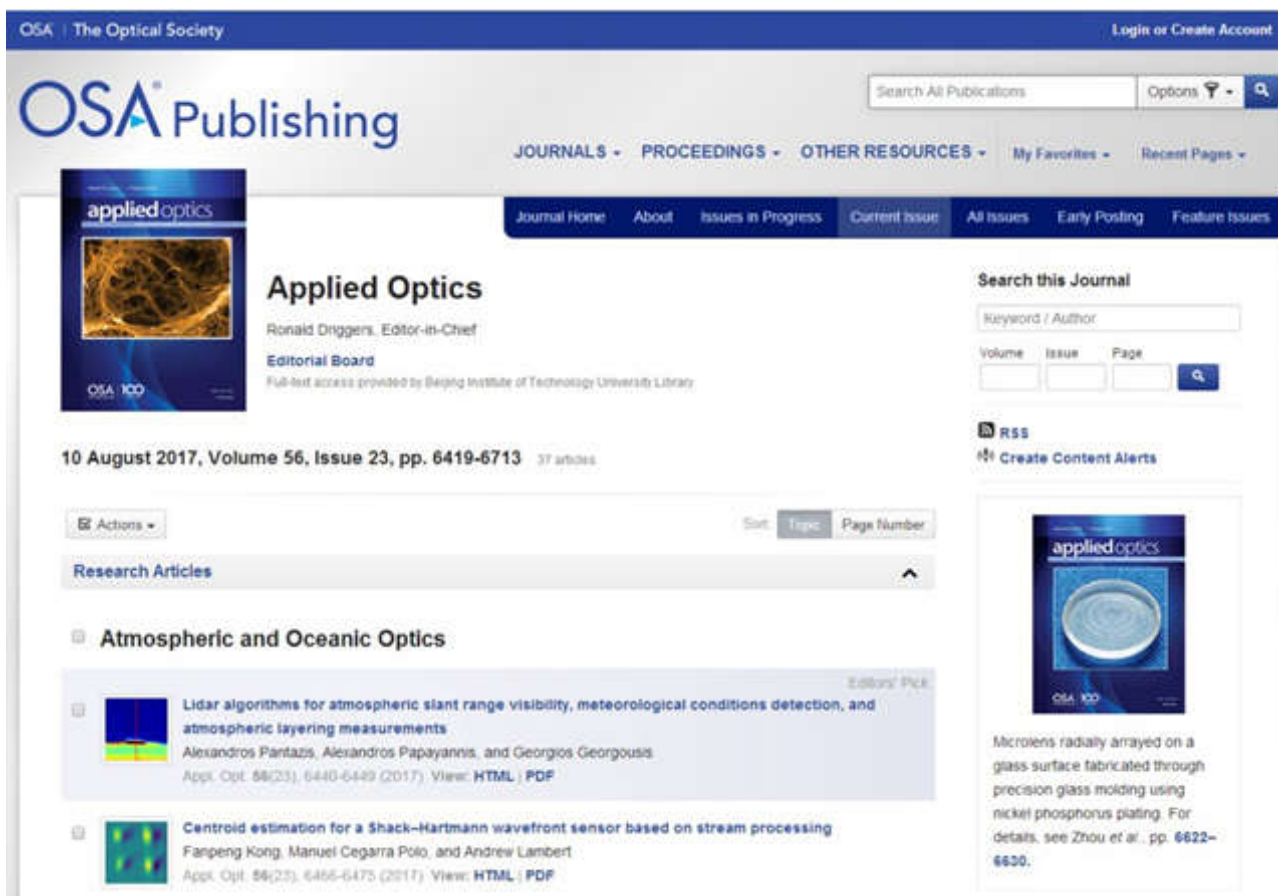 OSA | The Optical Society
Login or Create Account
OSA® Publishing
Search All Publications
Options
JOURNALS PROCEEDINGS OTHER RESOURCES My Favorites Recent Pages
applied optics
OSA 100
Journal Home About Issues in Progress Current Issue All Issues Early Posting Feature Issues
Applied Optics
Ronald Driggers, Editor-in-Chief
Editorial Board
Full-text access provided by Beijing Institute of Technology University Library
Search this Journal
Keyword / Author
Volume Issue Page
RSS
Create Content Alerts
10 August 2017, Volume 56, Issue 23, pp. 6419-6713 37 articles
Actions
Sort: Topic Page Number
Research Articles
Atmospheric and Oceanic Optics
Editors' Pick
Lidar algorithms for atmospheric slant range visibility, meteorological conditions detection, and
atmospheric layering measurements
Alexandros Pantazis, Alexandros Papayannis, and Georgios Georgousis
Appl. Opt. 56(23), 6440-6449 (2017) View: HTML | PDF
Centroid estimation for a Shack–Hartmann wavefront sensor based on stream processing
Fanpeng Kong, Manuel Cegarra Polo, and Andrew Lambert
Appl. Opt. 56(23), 6466-6475 (2017) View: HTML | PDF
applied optics
OSA 100
Microlens radially arrayed on a
glass surface fabricated through
precision glass molding using
nickel phosphorus plating. For
details, see Zhou et al., pp. 6622–
6630.